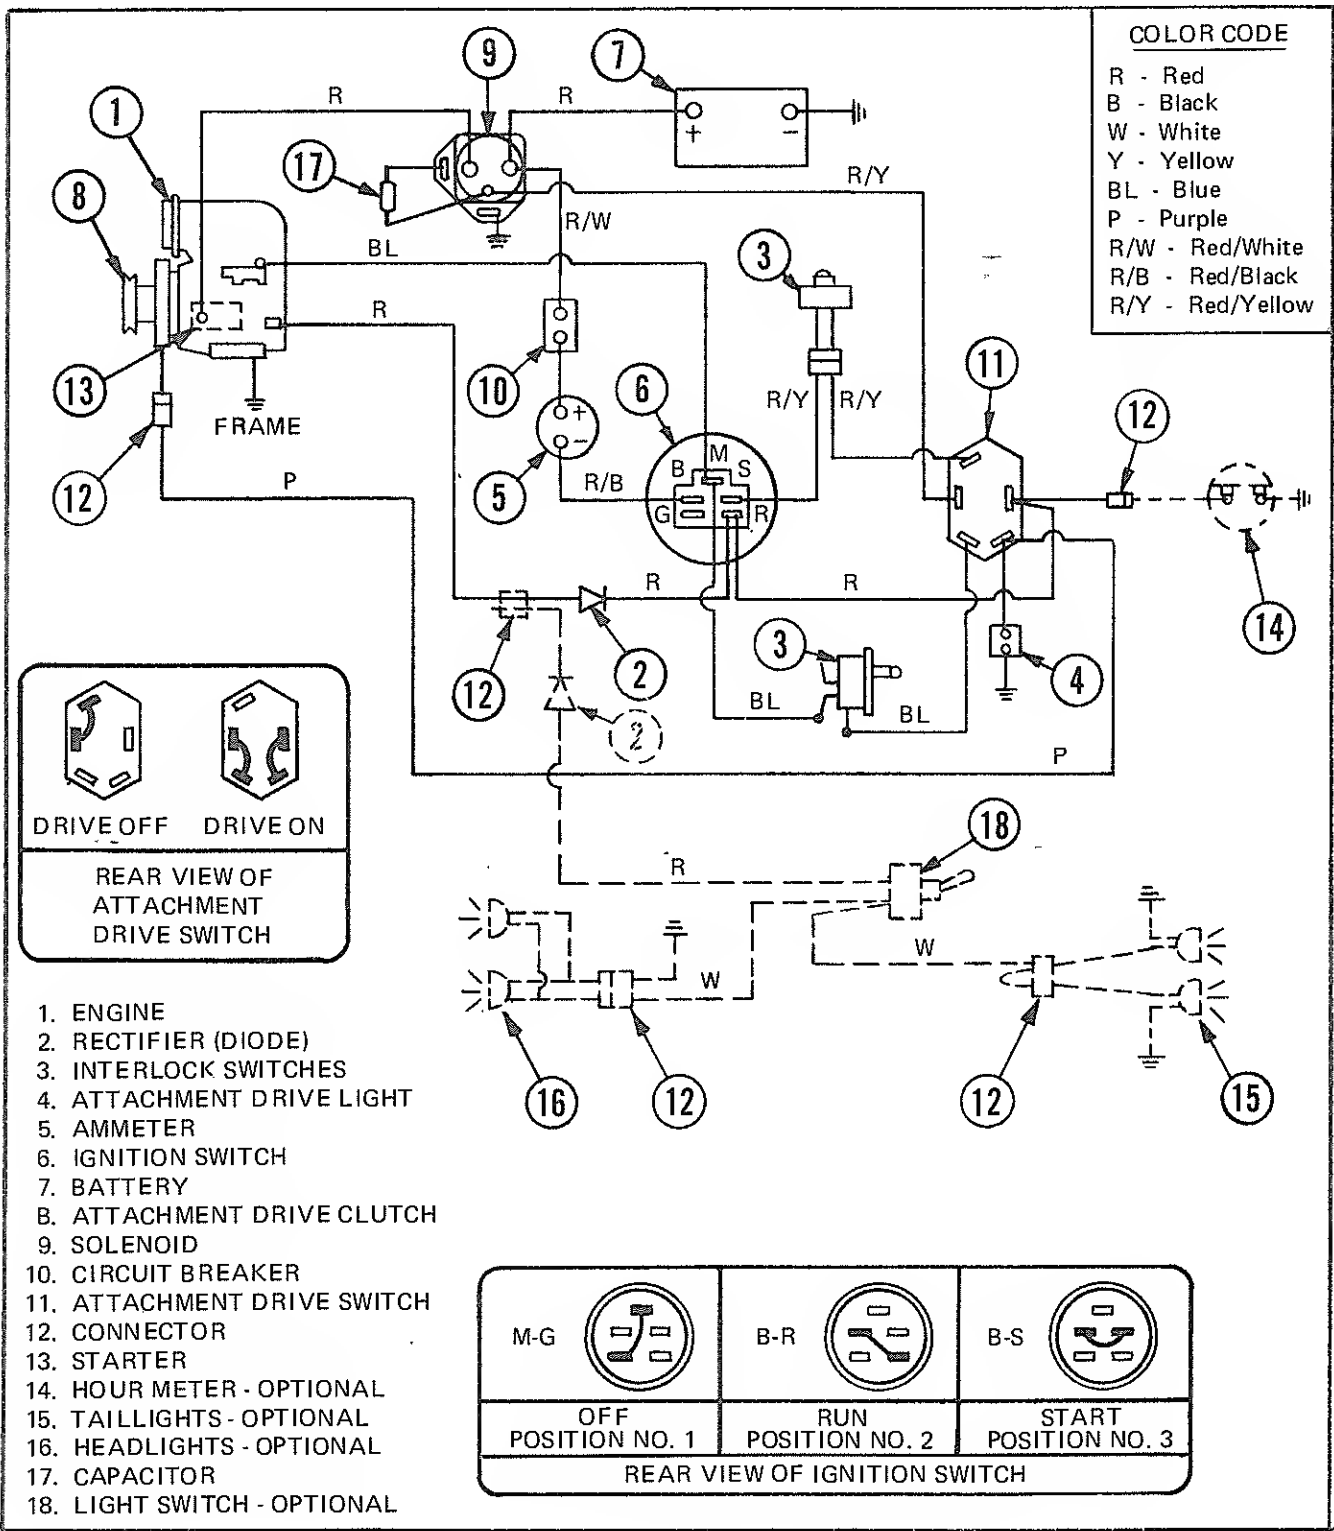 COLOR CODE
R - Red
B - Black
W - White
Y - Yellow
BL - Blue
P - Purple
R/W - Red/White
R/B - Red/Black
R/Y - Red/Yellow
9
7
R
R
1
+
-
17
R/Y
8
R/W
BL
3
R
11
13
10
6
12
FRAME
+
-
R/Y
R/Y
M
B
S
5
R/B
12
P
G
R
R
R
14
3
12
2
4
BL
BL
2
P
DRIVE OFF
DRIVE ON
18
R
REAR VIEW OF
ATTACHMENT
DRIVE SWITCH
W
W
16
12
12
15
1. ENGINE
2. RECTIFIER (DIODE)
3. INTERLOCK SWITCHES
4. ATTACHMENT DRIVE LIGHT
5. AMMETER
6. IGNITION SWITCH
7. BATTERY
B. ATTACHMENT DRIVE CLUTCH
9. SOLENOID
10. CIRCUIT BREAKER
11. ATTACHMENT DRIVE SWITCH
12. CONNECTOR
13. STARTER
14. HOUR METER - OPTIONAL
15. TAILLIGHTS - OPTIONAL
16. HEADLIGHTS - OPTIONAL
17. CAPACITOR
18. LIGHT SWITCH - OPTIONAL
M-G
B-R
B-S
OFF
POSITION NO. 1
RUN
POSITION NO. 2
START
POSITION NO. 3
REAR VIEW OF IGNITION SWITCH